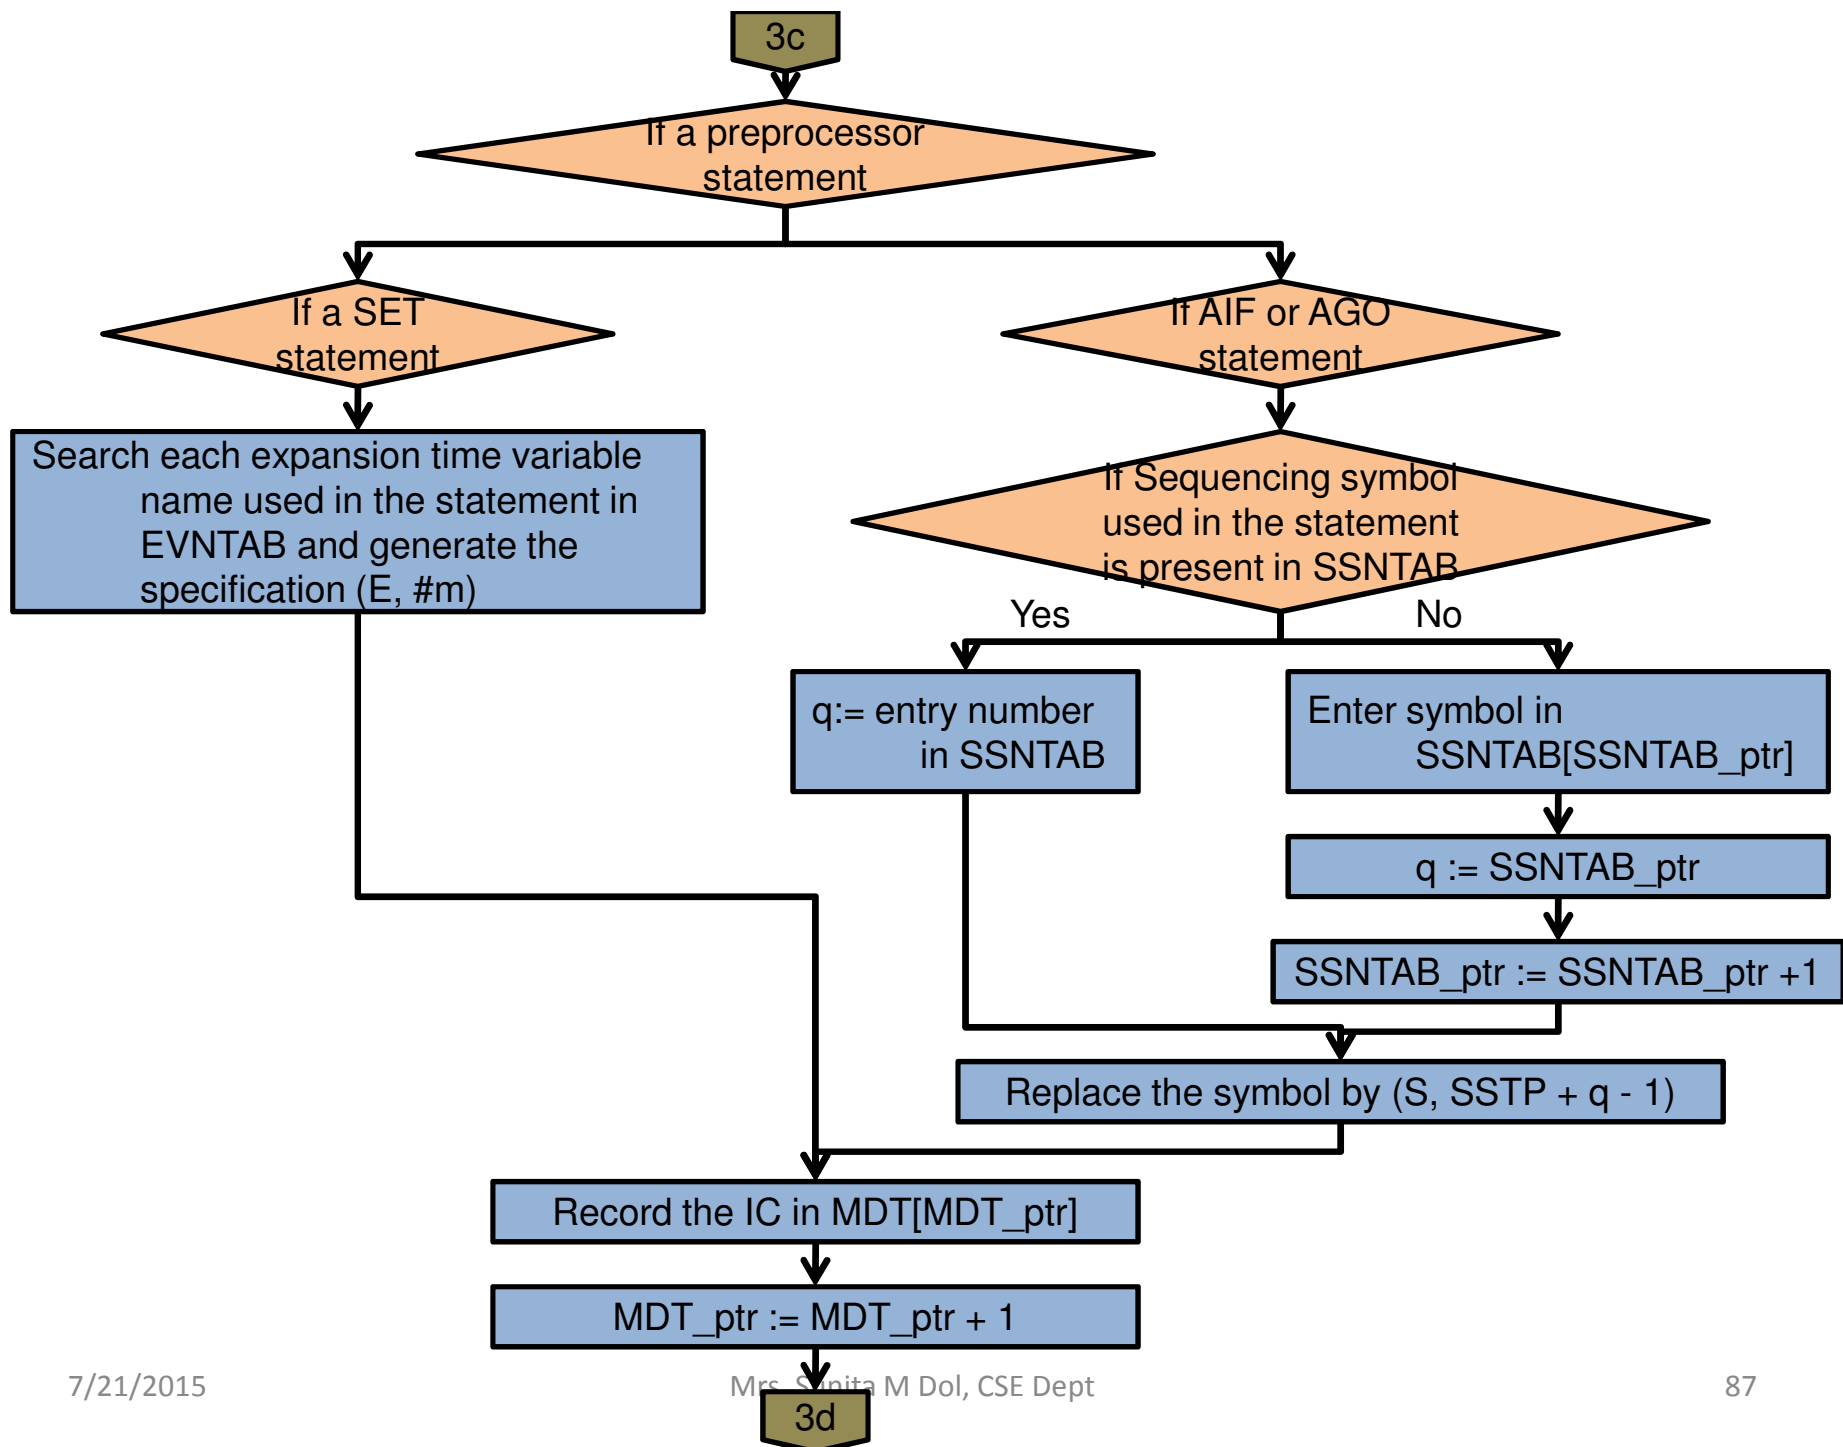 3c
If a preprocessor
statement
If a SET
statement
If AIF or AGO
statement
Search each expansion time variable
name used in the statement in
EVNTAB and generate the
specification (E, #m)
If Sequencing symbol
used in the statement
is present in SSNTAB
Yes
No
q:= entry number
in SSNTAB
Enter symbol in
SSNTAB[SSNTAB_ptr]
q := SSNTAB_ptr
SSNTAB_ptr := SSNTAB_ptr +1
Replace the symbol by (S, SSTP + q - 1)
Record the IC in MDT[MDT_ptr]
MDT_ptr := MDT_ptr + 1
7/21/2015
Mrs. Sunita M Dol, CSE Dept
87
3d